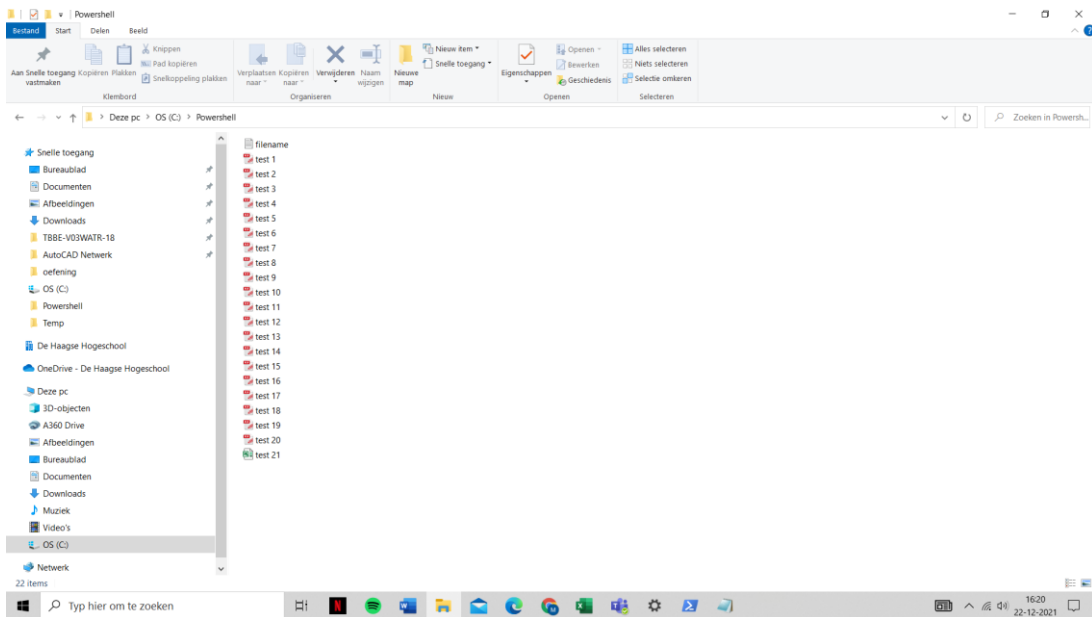 Powershell
Bestand Start Delen Beeld
Aan Snelle toegang vastmaken
Kopiëren
Plakken
Knippen
Pad kopiëren
Snelkoppeling plakken
Verplaatsen naar
Kopiëren naar
Verwijderen
Naam wijzigen
Nieuwe map
Nieuw item
Snelle toegang
Eigenschappen
Openen
Bewerken
Geschiedenis
Alles selecteren
Niets selecteren
Selectie omkeren
Klembord
Organiseren
Nieuw
Openen
Selecteren
Deze pc > OS (C:) > Powershell
Zoeken in Powersh...
Snelle toegang
Bureaublad
Documenten
Afbeeldingen
Downloads
TBBE-V03WATR-18
AutoCAD Netwerk
oefening
OS (C:)
Powershell
Temp
De Haagse Hogeschool
OneDrive - De Haagse Hogeschool
Deze pc
3D-objecten
A360 Drive
Afbeeldingen
Bureaublad
Documenten
Downloads
Muziek
Video's
OS (C:)
Netwerk
filename
test 1
test 2
test 3
test 4
test 5
test 6
test 7
test 8
test 9
test 10
test 11
test 12
test 13
test 14
test 15
test 16
test 17
test 18
test 19
test 20
test 21
22 items
Typ hier om te zoeken
16:20
22-12-2021